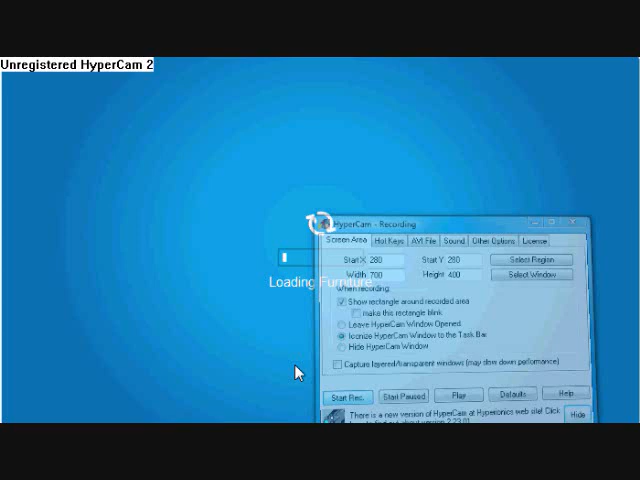 Unregistered HyperCam 2
HyperCam - Recording
Screen Area Hot Keys AVI File Sound Other Options License
Start X 280 Start Y 280 Select Region
Width 700 Height 400 Select Window
Loading Furniture...
When recording:
Show rectangle around recorded area
make this rectangle blink
Leave HyperCam Window Opened
Iconize HyperCam Window to the Task Bar
Hide HyperCam Window
Capture layered/transparent windows (may slow down performance)
Start Rec. Start Paused Play Defaults Help
There is a new version of HyperCam at Hyperionics web site! Click
Hide